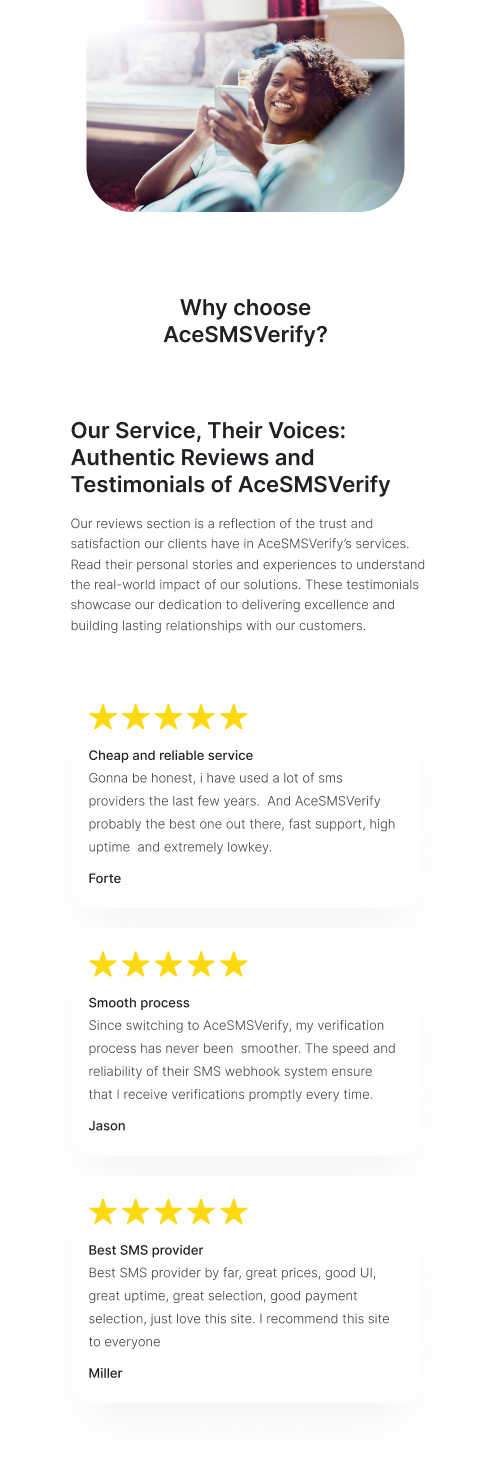 Why choose
AceSMSVerify?
Our Service, Their Voices:
Authentic Reviews and
Testimonials of AceSMSVerify
Our reviews section is a reflection of the trust and
satisfaction our clients have in AceSMSVerify's services.
Read their personal stories and experiences to understand
the real-world impact of our solutions. These testimonials
showcase our dedication to delivering excellence and
building lasting relationships with our customers.
Cheap and reliable service
Gonna be honest, i have used a lot of sms
providers the last few years.  And AceSMSVerify
probably the best one out there, fast support, high
uptime  and extremely lowkey.
Forte
Smooth process
Since switching to AceSMSVerify, my verification
process has never been  smoother. The speed and
reliability of their SMS webhook system ensure
that I receive verifications promptly every time.
Jason
Best SMS provider
Best SMS provider by far, great prices, good UI,
great uptime, great selection, good payment
selection, just love this site. I recommend this site
to everyone
Miller